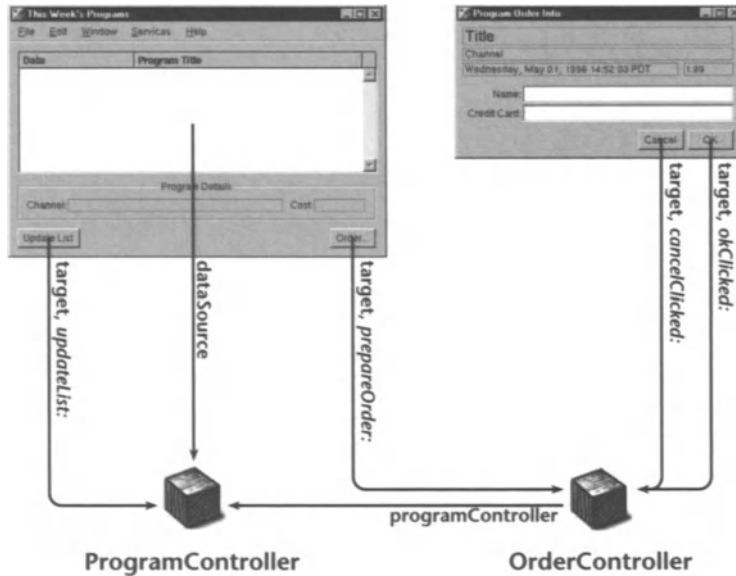 This Week's Programs
File Edit Window Services Help
Date Program Title
Program Details
Channel: Cost:
Update List Order...
Program Order Info
Title
Channel
Wednesday, May 01, 1996 14:52:03 PDT 1.99
Name:
Credit Card:
Cancel OK
target, updateList:
dataSource
target, prepareOrder:
target, cancelClicked:
target, okClicked:
programController
ProgramController
OrderController